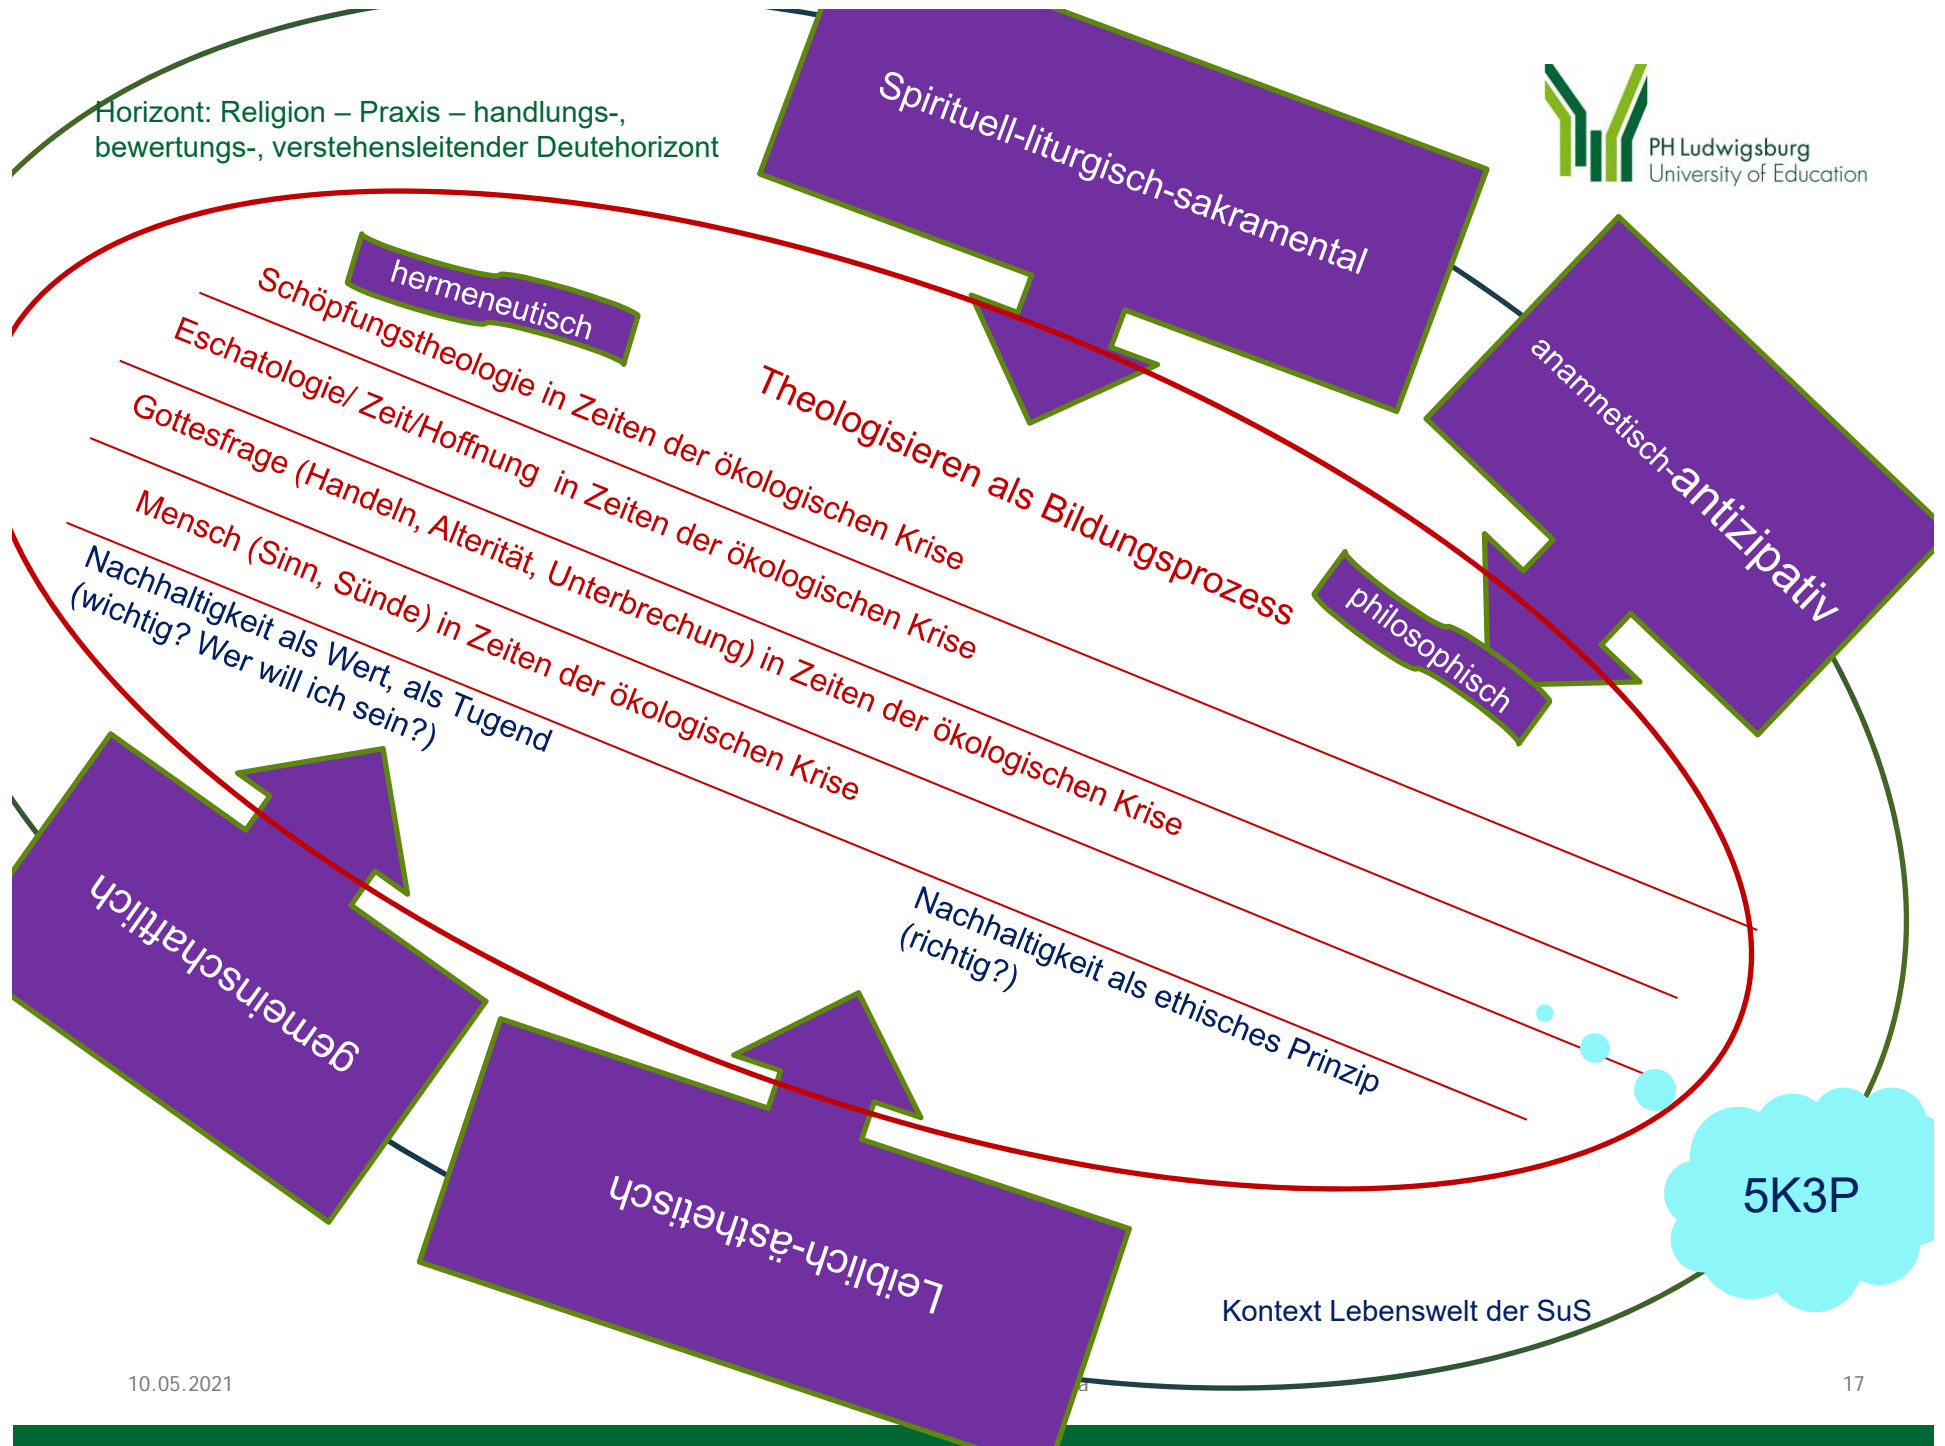 Horizont: Religion – Praxis – handlungs-,
bewertungs-, verstehensleitender Deutehorizont
Spirituell-liturgisch-sakramental
PH Ludwigsburg
University of Education
hermeneutisch
anamnetisch-antizipativ
Theologisieren als Bildungsprozess
philosophisch
Schöpfungstheologie in Zeiten der ökologischen Krise
Eschatologie/ Zeit/Hoffnung in Zeiten der ökologischen Krise
Gottesfrage (Handeln, Alterität, Unterbrechung) in Zeiten der ökologischen Krise
Mensch (Sinn, Sünde) in Zeiten der ökologischen Krise
Nachhaltigkeit als Wert, als Tugend
(wichtig? Wer will ich sein?)
Nachhaltigkeit als ethisches Prinzip
(richtig?)
gemeinschaftlich
Leiblich-ästhetisch
5K3P
Kontext Lebenswelt der SuS
10.05.2021
17